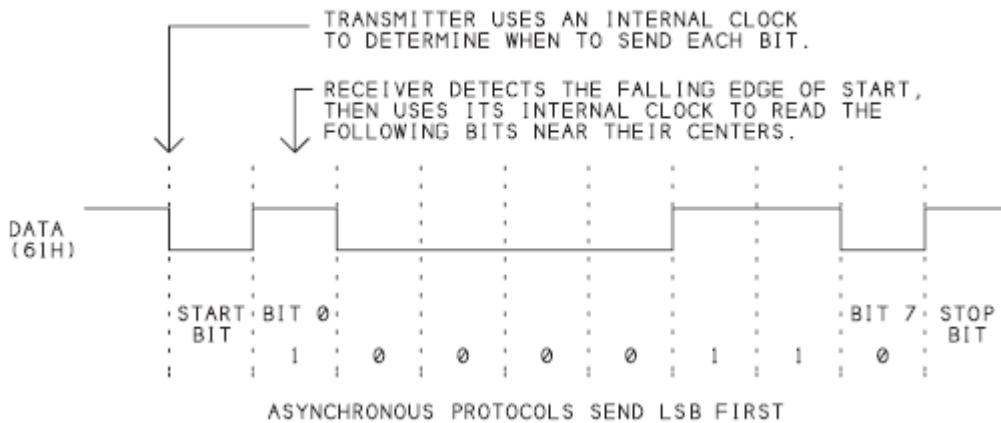 TRANSMITTER USES AN INTERNAL CLOCK
TO DETERMINE WHEN TO SEND EACH BIT.
RECEIVER DETECTS THE FALLING EDGE OF START,
THEN USES ITS INTERNAL CLOCK TO READ THE
FOLLOWING BITS NEAR THEIR CENTERS.
DATA
(61H)
START BIT 0 BIT 7 STOP
BIT BIT
1 0 0 0 0 1 1 0
ASYNCHRONOUS PROTOCOLS SEND LSB FIRST